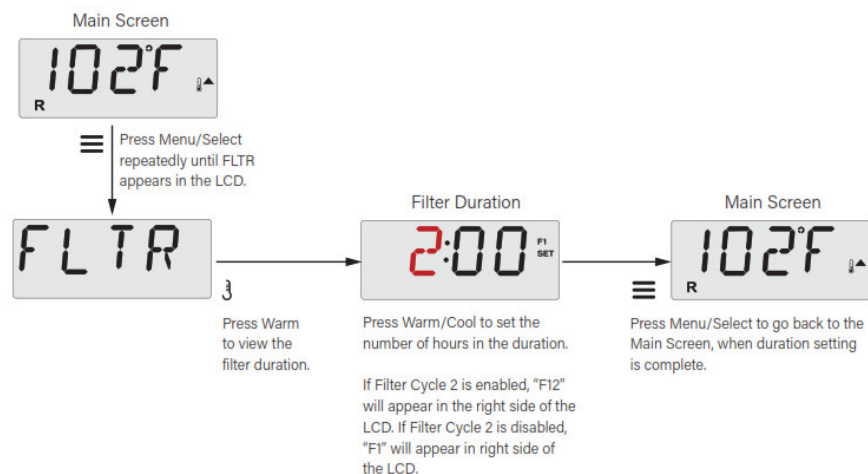 Main Screen
102°F
R
Press Menu/Select
repeatedly until FLTR
appears in the LCD.
FLTR
Press Warm
to view the
filter duration.
Filter Duration
2:00
F1
SET
Press Warm/Cool to set the
number of hours in the duration.
If Filter Cycle 2 is enabled, "F12"
will appear in the right side of the
LCD. If Filter Cycle 2 is disabled,
"F1" will appear in right side of
the LCD.
Main Screen
102°F
R
Press Menu/Select to go back to the
Main Screen, when duration setting
is complete.